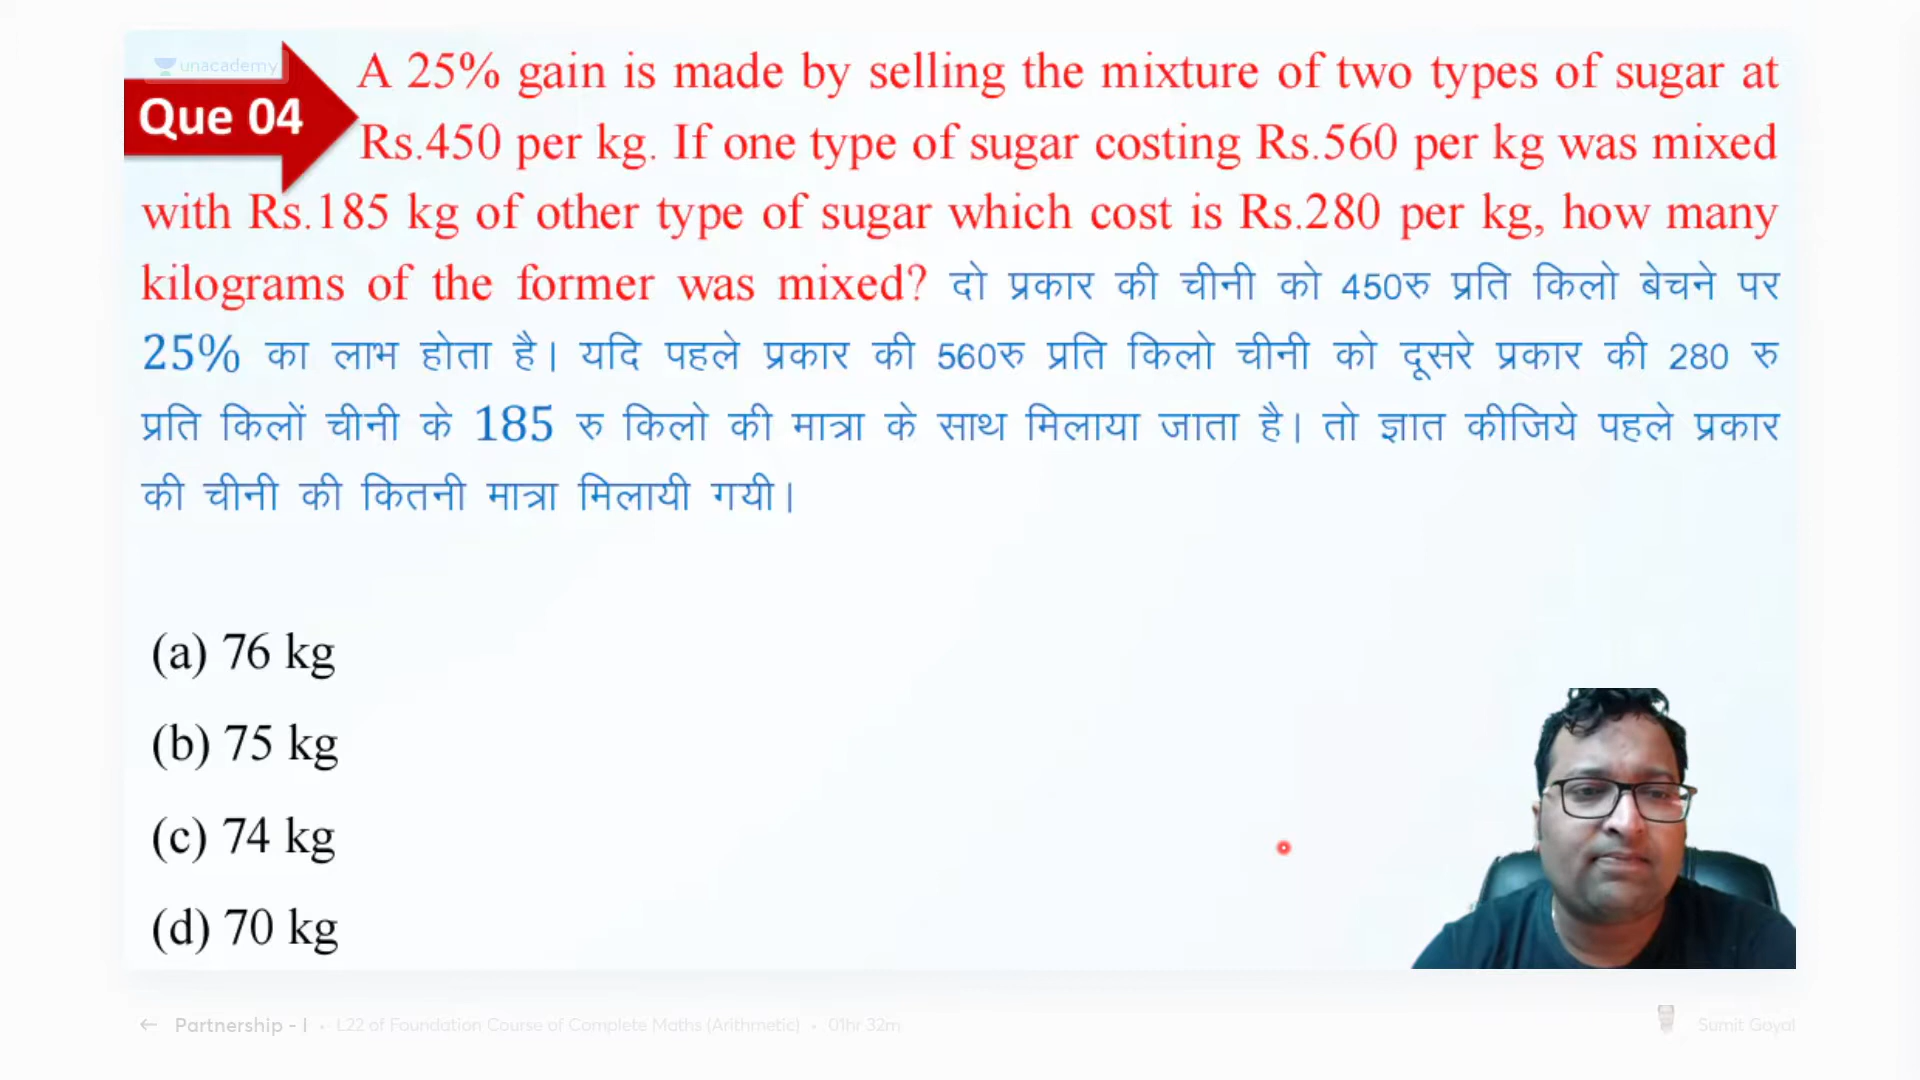 unacademy
A 25% gain is made by selling the mixture of two types of sugar at
Que 04
Rs.450 per kg. If one type of sugar costing Rs.560 per kg was mixed
with Rs.185 kg of other type of sugar which cost is Rs.280 per kg, how many
kilograms of the former was mixed? दो प्रकार की चीनी को 450रु प्रति किलो बेचने पर
25% का लाभ होता है। यदि पहले प्रकार की 560रु प्रति किलो चीनी को दूसरे प्रकार की 280 रु
प्रति किलों चीनी के 185 रु किलो की मात्रा के साथ मिलाया जाता है। तो ज्ञात कीजिये पहले प्रकार
की चीनी की कितनी मात्रा मिलायी गयी।
(a) 76 kg
(b) 75 kg
(c) 74 kg
(d) 70 kg
← Partnership - I • L22 of Foundation Course of Complete Maths (Arithmetic) • 01hr 32m
Sumit Goyal